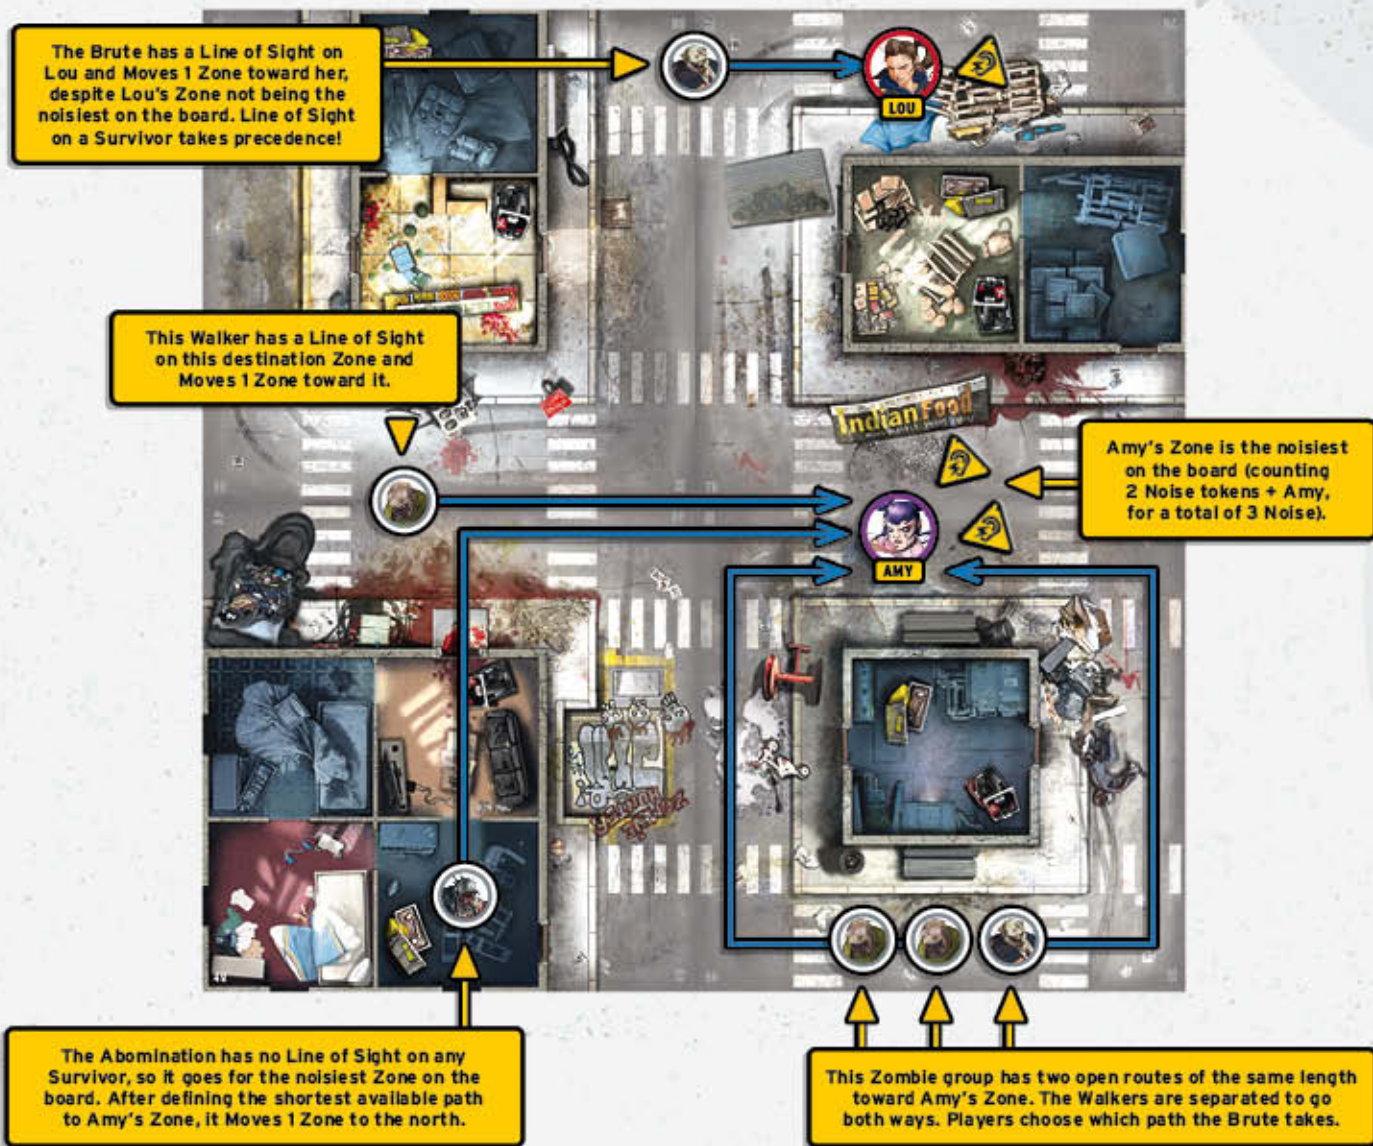 The Brute has a Line of Sight on
Lou and Moves 1 Zone toward her,
despite Lou's Zone not being the
noisiest on the board. Line of Sight
on a Survivor takes precedence!
LOU
This Walker has a Line of Sight
on this destination Zone and
Moves 1 Zone toward it.
Indian Food
Amy's Zone is the noisiest
on the board (counting
2 Noise tokens + Amy,
for a total of 3 Noise).
AMY
The Abomination has no Line of Sight on any
Survivor, so it goes for the noisiest Zone on the
board. After defining the shortest available path
to Amy's Zone, it Moves 1 Zone to the north.
This Zombie group has two open routes of the same length
toward Amy's Zone. The Walkers are separated to go
both ways. Players choose which path the Brute takes.